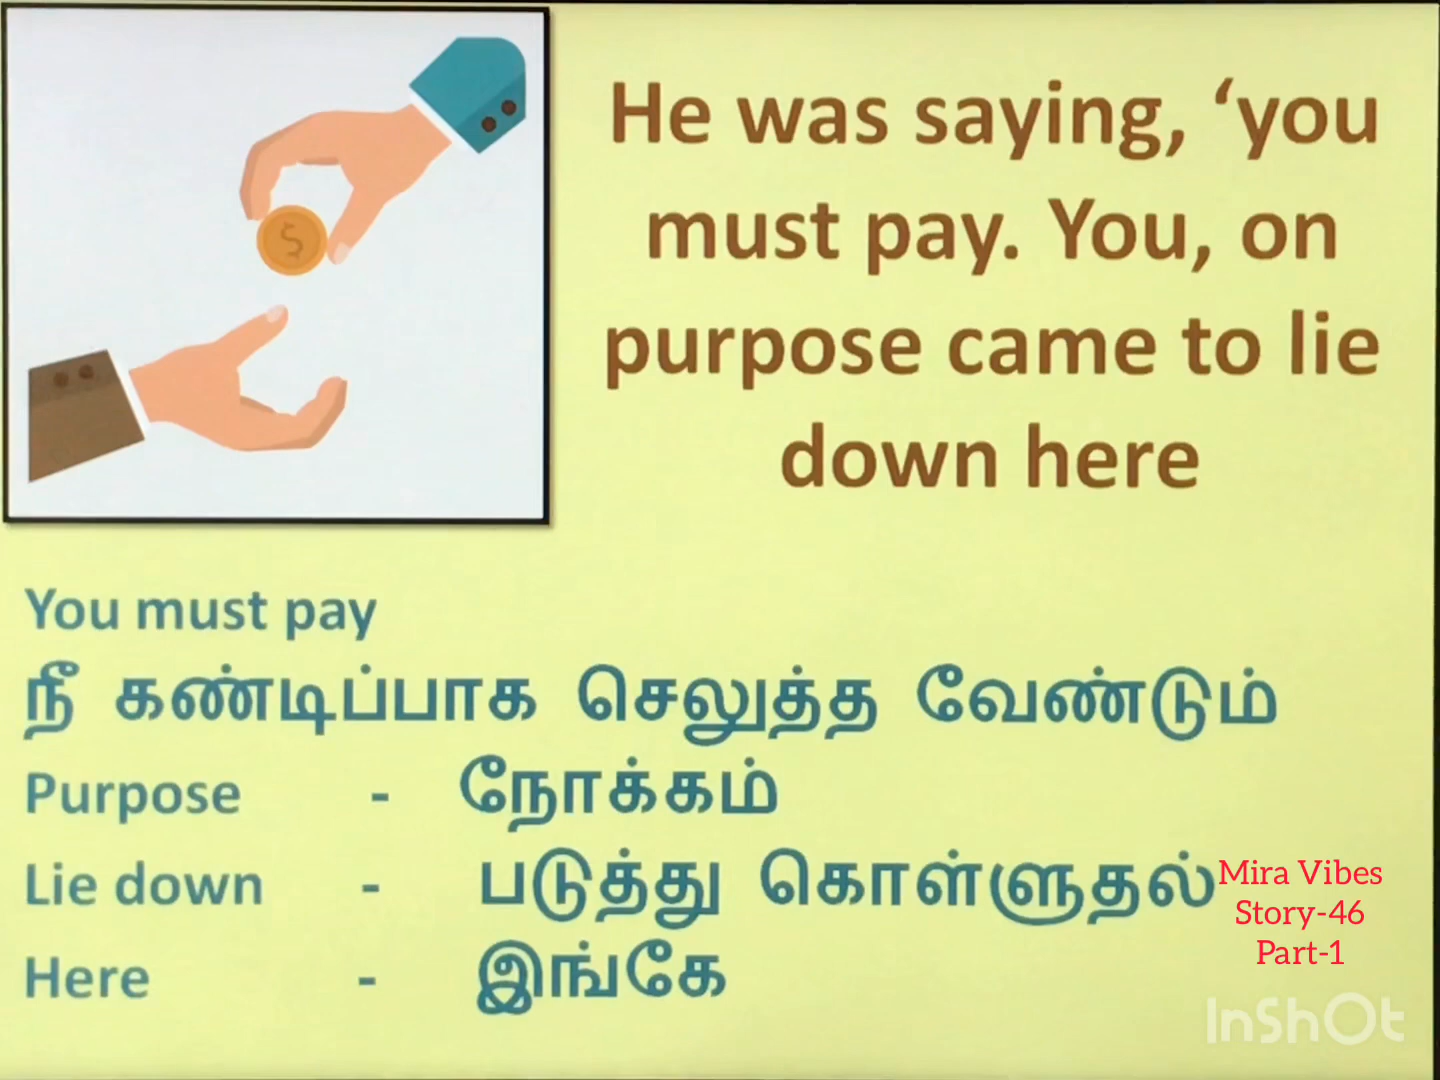 He was saying, ‘you
must pay. You, on
purpose came to lie
down here
You must pay
நீ கண்டிப்பாக செலுத்த வேண்டும்
Purpose - நோக்கம்
Lie down - படுத்து கொள்ளுதல்
Here - இங்கே
Mira Vibes
Story-46
Part-1
InShOt